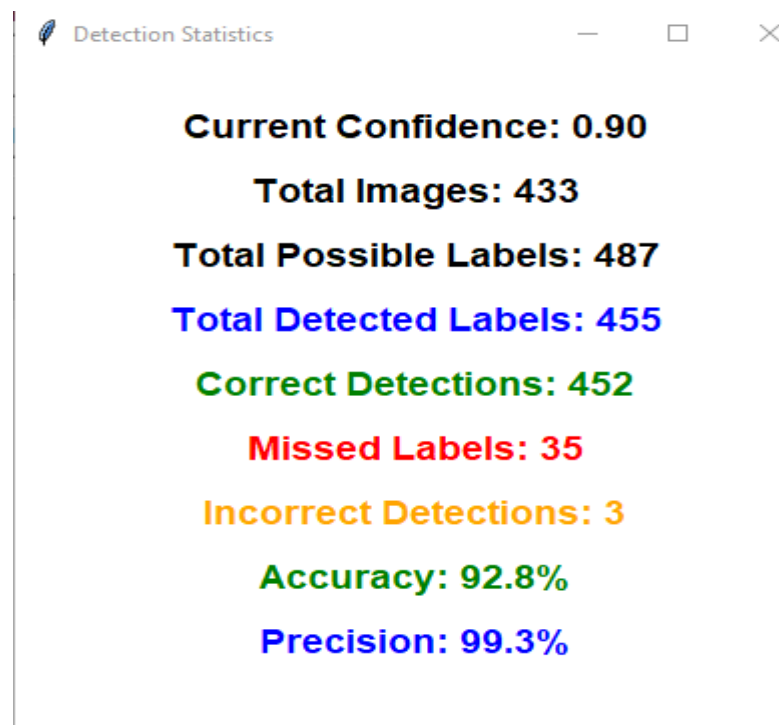 Detection Statistics
Current Confidence: 0.90
Total Images: 433
Total Possible Labels: 487
Total Detected Labels: 455
Correct Detections: 452
Missed Labels: 35
Incorrect Detections: 3
Accuracy: 92.8%
Precision: 99.3%